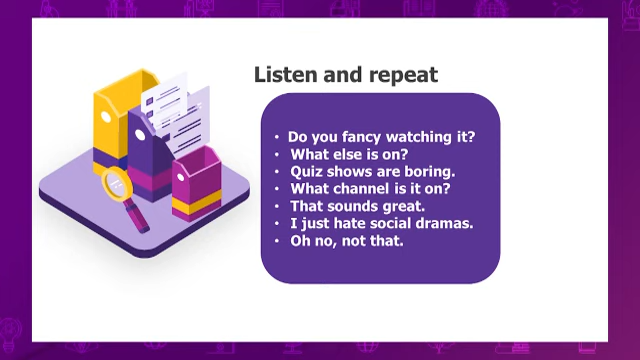 Listen and repeat
• Do you fancy watching it?
• What else is on?
• Quiz shows are boring.
• What channel is it on?
• That sounds great.
• I just hate social dramas.
• Oh no, not that.